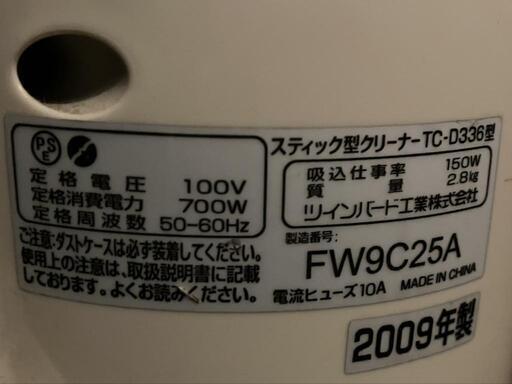 PS
E
定格電圧 100V
定格消費電力 700W
定格周波数 50-60Hz
ご注意:ダストケースは必ず装着してください。
使用上の注意は、取扱説明書に記載
しております。よくお読みください。
スティック型クリーナーTC-D336型
吸込仕事率 150W
質量 2.8kg
ツインバード工業株式会社
製造番号:
FW9C25A
電流ヒューズ10A MADE IN CHINA
2009年製